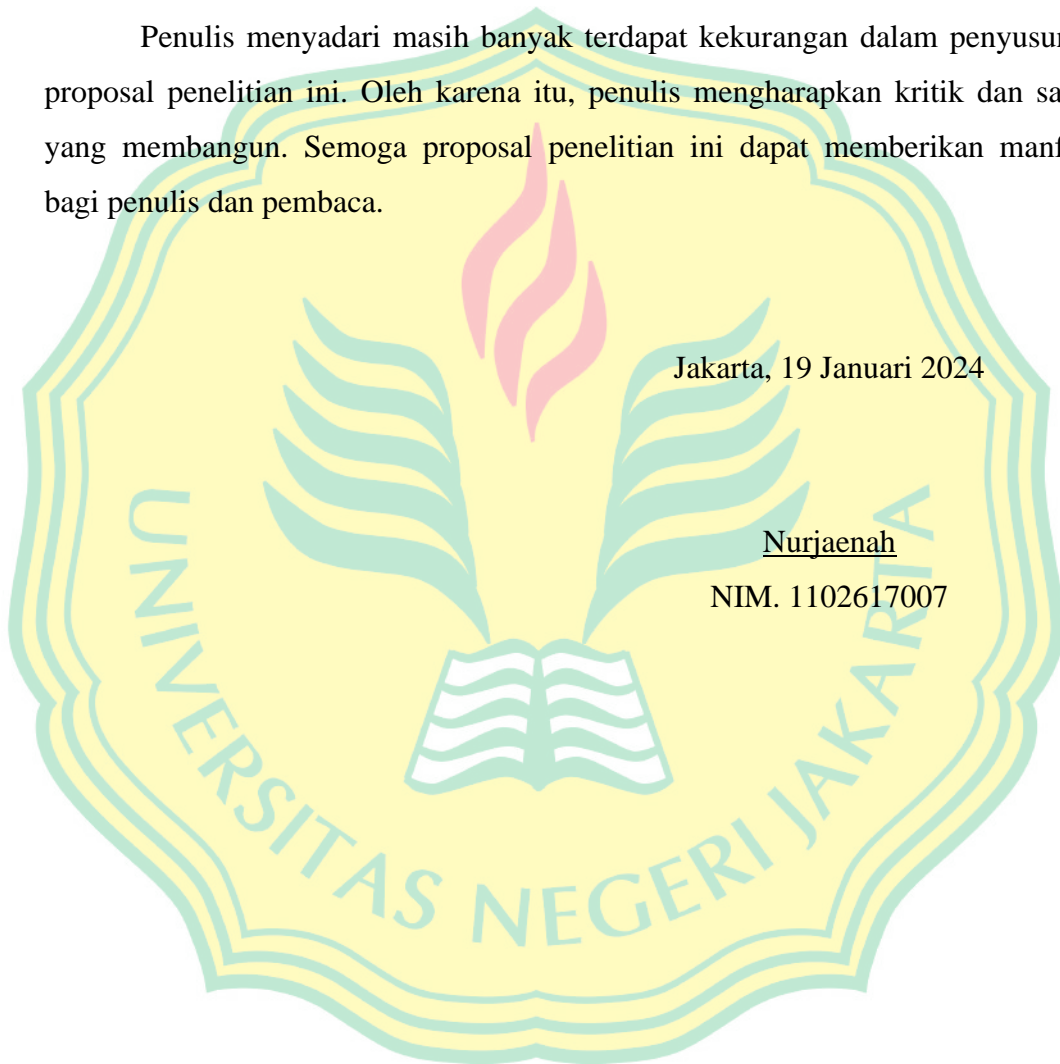 Penulis menyadari masih banyak terdapat kekurangan dalam
proposal penelitian ini. Oleh karena itu, penulis mengharapkan kritik dan
yang membangun. Semoga proposal penelitian ini dapat memberikan
bagi penulis dan pembaca.
Jakarta, 19 Januari 2024
Nurjaenah
NIM. 1102617007
UNIVERSITAS NEGERI JAKARTA